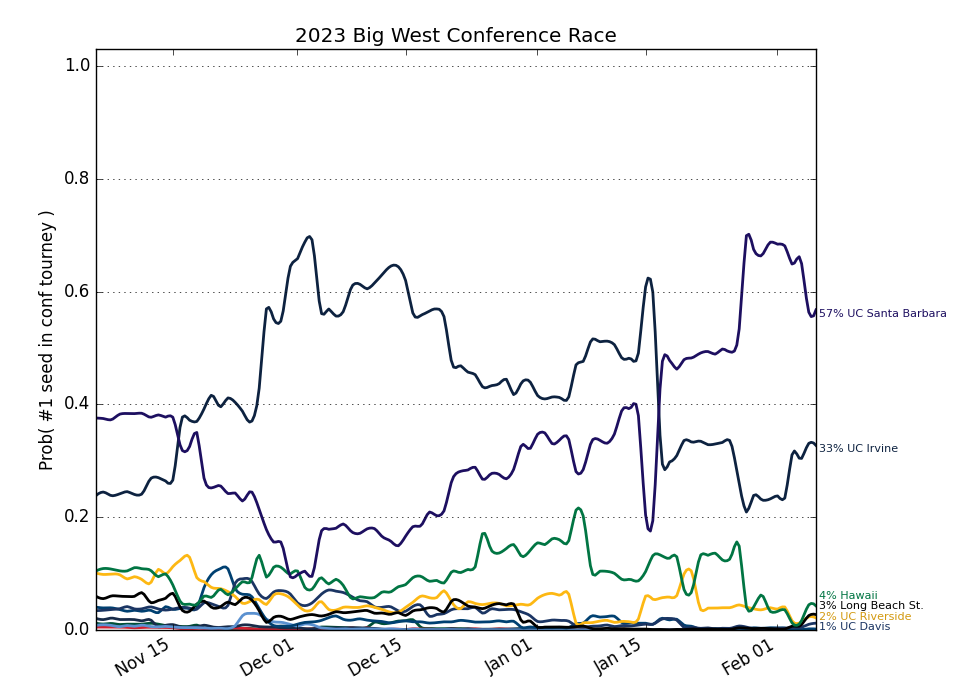 2023 Big West Conference Race
Prob( #1 seed in conf tourney )
1.0
0.8
0.6
0.4
0.2
0.0
Nov 15
Dec 01
Dec 15
Jan 01
Jan 15
Feb 01
57% UC Santa Barbara
33% UC Irvine
4% Hawaii
3% Long Beach St.
2% UC Riverside
1% UC Davis